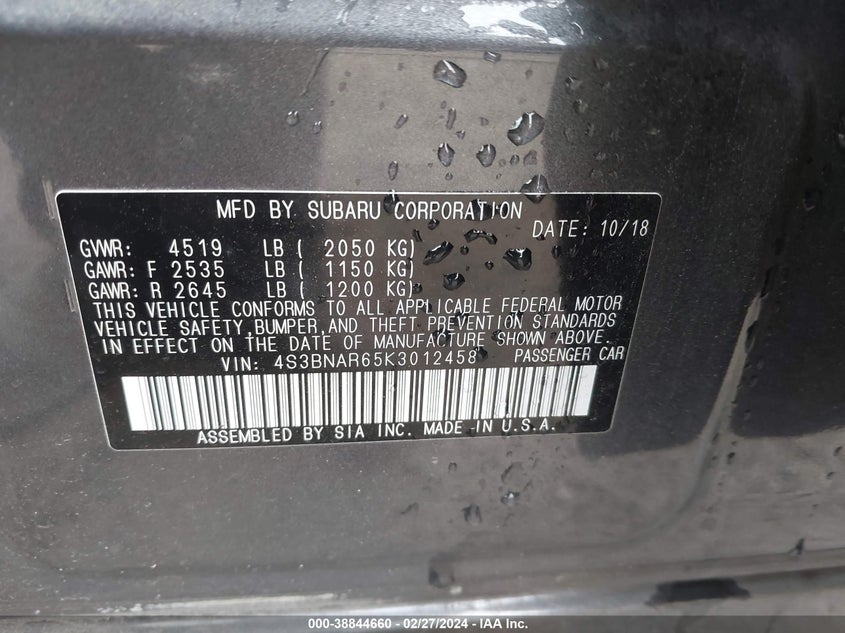 MFD BY SUBARU CORPORATION DATE: 10/18
GVWR: 4519 LB ( 2050 KG)
GAWR: F 2535 LB ( 1150 KG)
GAWR: R 2645 LB ( 1200 KG)
THIS VEHICLE CONFORMS TO ALL APPLICABLE FEDERAL MOTOR
VEHICLE SAFETY,BUMPER,AND THEFT PREVENTION STANDARDS
IN EFFECT ON THE DATE OF MANUFACTURE SHOWN ABOVE.
VIN: 4S3BNAR65K3012458 PASSENGER CAR
ASSEMBLED BY SIA INC. MADE IN U.S.A.
000-38844660 - 02/27/2024 - IAA Inc.